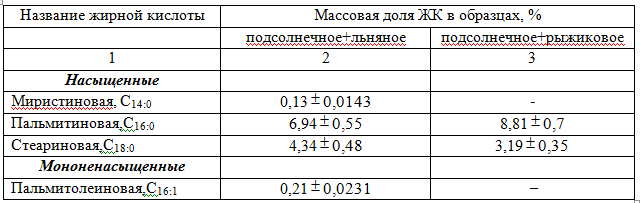 Название жирной кислоты Массовая доля ЖК в образцах, %
подсолнечное+льняное подсолнечное+рыжиковое
1 2 3
Насыщенные
Миристиновая, С14:0 0,13±0,0143 -
Пальмитиновая,С16:0 6,94±0,55 8,81±0,7
Стеариновая,С18:0 4,34±0,48 3,19±0,35
Мононенасыщенные
Пальмитолеиновая,С16:1 0,21±0,0231 –